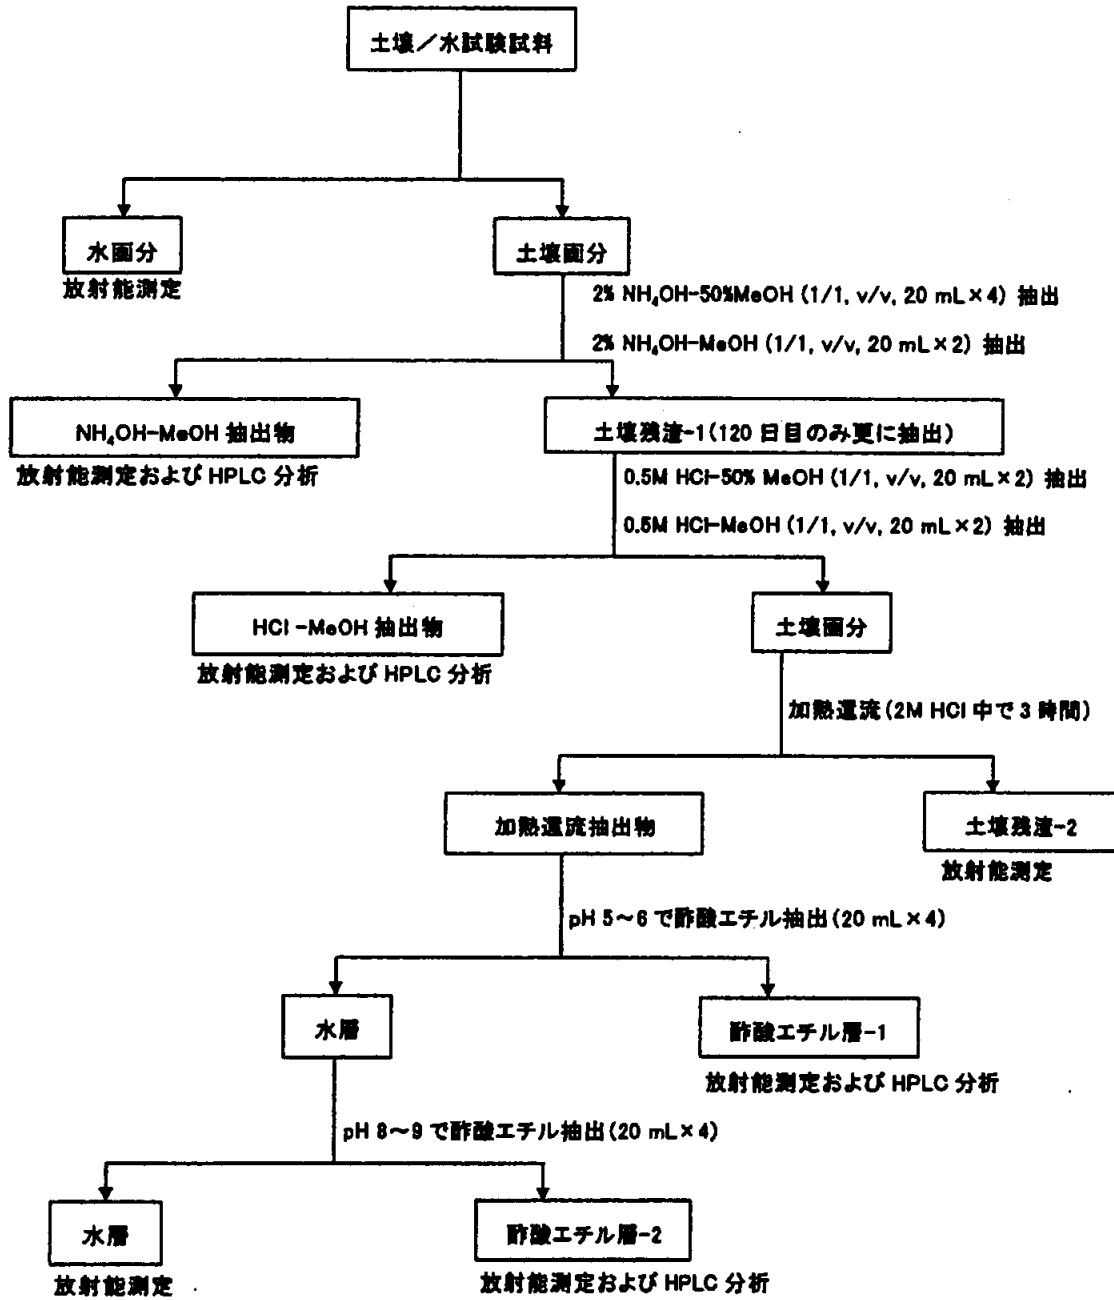 土壌／水試験試料
水画分
放射能測定
土壌画分
2% NH₄OH-50%MeOH (1/1, v/v, 20 mL×4) 抽出
2% NH₄OH-MeOH (1/1, v/v, 20 mL×2) 抽出
NH₄OH-MeOH 抽出物
放射能測定および HPLC 分析
土壌残渣-1(120 日目のみ更に抽出)
0.5M HCl-50% MeOH (1/1, v/v, 20 mL×2) 抽出
0.5M HCl-MeOH (1/1, v/v, 20 mL×2) 抽出
HCl -MeOH 抽出物
放射能測定および HPLC 分析
土壌画分
加熱還流(2M HCl 中で 3 時間)
加熱還流抽出物
土壌残渣-2
放射能測定
pH 5～6 で酢酸エチル抽出(20 mL×4)
水層
酢酸エチル層-1
放射能測定および HPLC 分析
pH 8～9 で酢酸エチル抽出(20 mL×4)
水層
放射能測定
酢酸エチル層-2
放射能測定および HPLC 分析